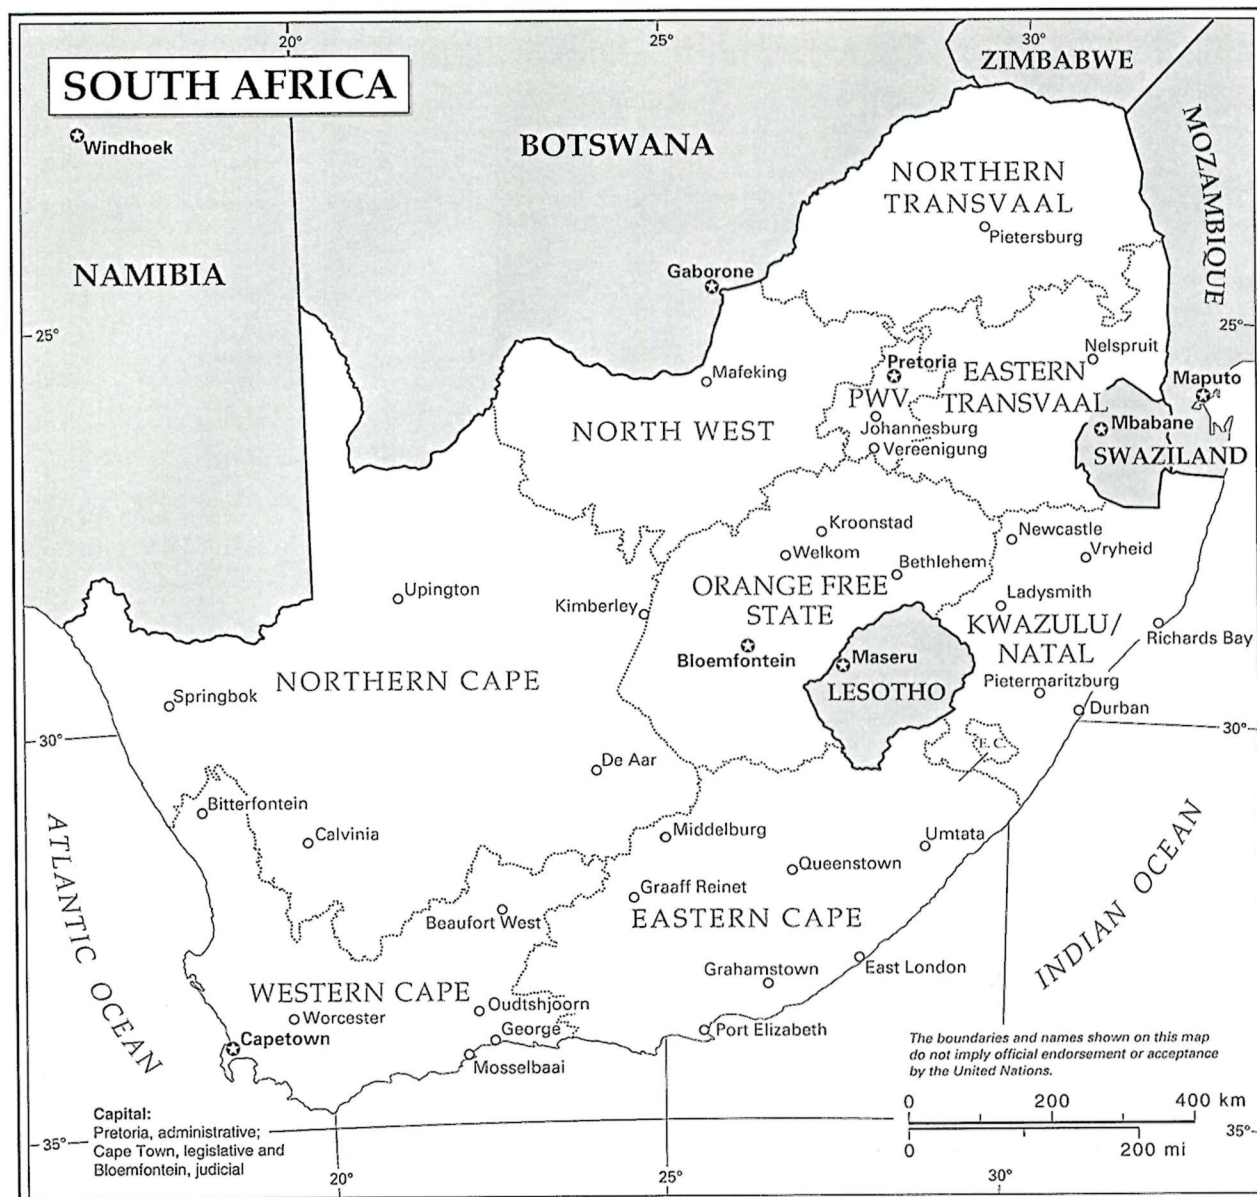 20°
25°
30°
SOUTH AFRICA
ZIMBABWE
Windhoek
BOTSWANA
MOZAMBIQUE
NORTHERN
TRANSVAAL
Pietersburg
NAMIBIA
Gaborone
25°
25°
Mafeking
Pretoria
Nelspruit
EASTERN
TRANSVAAL
Maputo
PWV
Johannesburg
Vereenigung
Mbabane
SWAZILAND
NORTH WEST
Kroonstad
Welkom
Newcastle
Vryheid
Bethlehem
Upington
Kimberley
ORANGE FREE
STATE
Ladysmith
KWAZULU/
NATAL
Richards Bay
Bloemfontein
Maseru
LESOTHO
Pietermaritzburg
Durban
NORTHERN CAPE
Springbok
30°
30°
E.C.
De Aar
Bitterfontein
Calvinia
Middelburg
Umtata
Queenstown
Graaff Reinet
Beaufort West
EASTERN CAPE
ATLANTIC OCEAN
INDIAN OCEAN
Grahamstown
East London
WESTERN CAPE
Oudtshjoorn
Worcester
George
Port Elizabeth
Capetown
Mosselbaai
The boundaries and names shown on this map
do not imply official endorsement or acceptance
by the United Nations.
Capital:
Pretoria, administrative;
Cape Town, legislative and
Bloemfontein, judicial
0 200 400 km
0 200 mi
35°
35°
20°
25°
30°